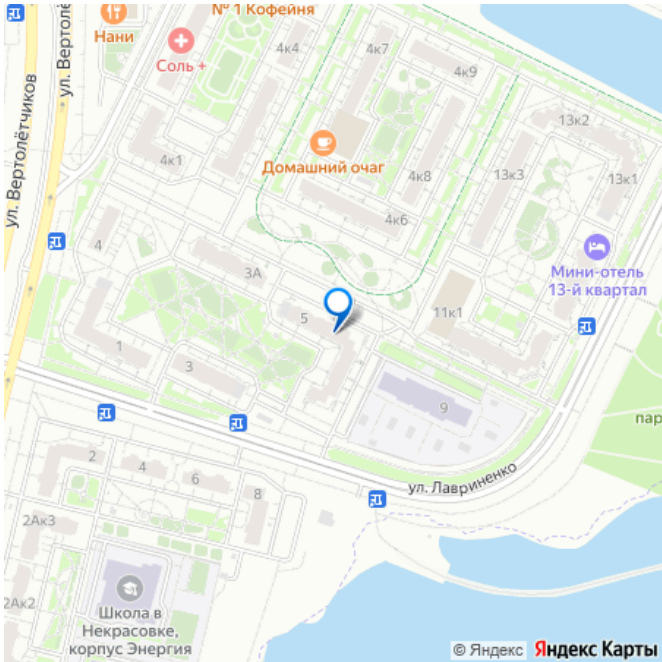 № 1 Кофейня
Нани
Соль +
4к4
4к7
4к9
13к2
ул. Вертолё
ул. Вертолётчиков
Домашний очаг
4к1
4к8
13к3
13к1
4к6
4
3А
Мини-отель
13-й квартал
5
11к1
1
3
9
пар
ул. Лавриненко
2
4
6
8
2Ак3
2Ак2
Школа в
Некрасовке,
корпус Энергия
© Яндекс Яндекс Карты